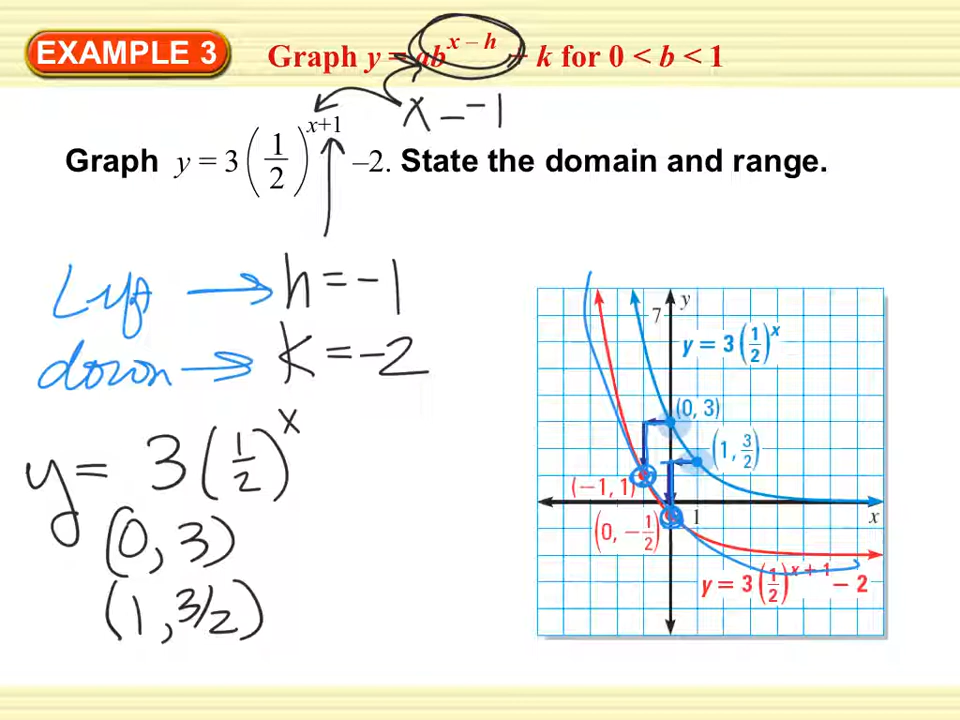 EXAMPLE 3
Graph y = ab^(x – h) + k for 0 < b < 1
x – -1
Graph y = 3(1/2)^(x+1) –2. State the domain and range.
Left → h = -1
down → k = -2
y = 3(1/2)^x
(0, 3)
(1, 3/2)
7
y
y = 3(1/2)^x
(0, 3)
(1, 3/2)
(−1, 1)
1
x
(0, −1/2)
y = 3(1/2)^(x + 1) − 2